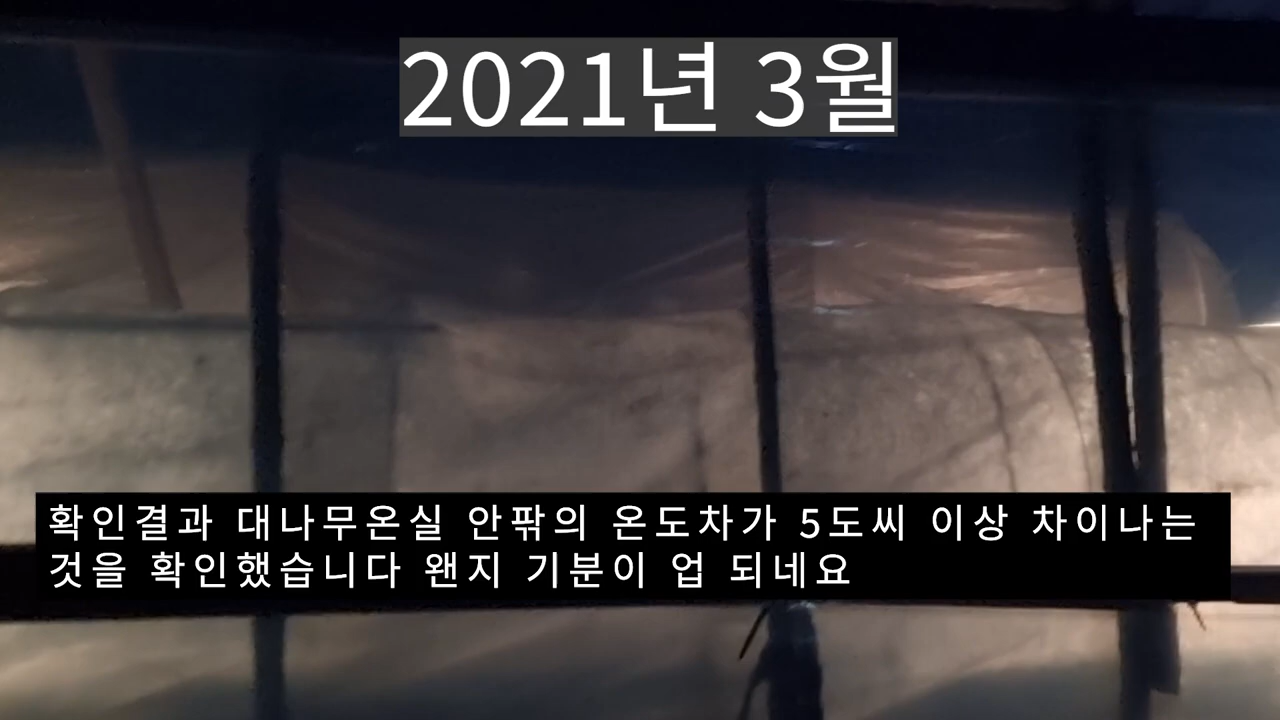 2021년 3월
확인결과 대나무온실 안팎의 온도차가 5도씨 이상 차이나는
것을 확인했습니다 왠지 기분이 업 되네요